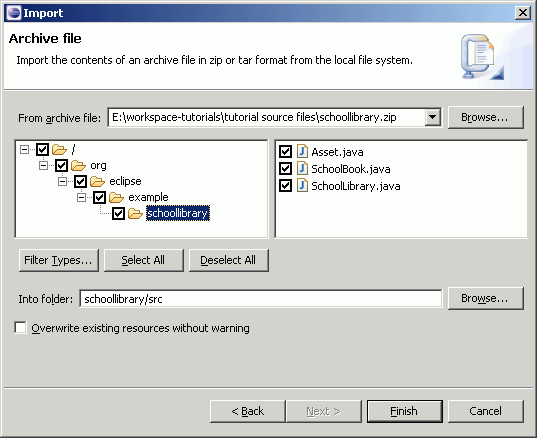 Import
Archive file
Import the contents of an archive file in zip or tar format from the local file system.
From archive file: E:\workspace-tutorials\tutorial source files\schoollibrary.zip Browse...
/
org
eclipse
example
schoollibrary
Asset.java
SchoolBook.java
SchoolLibrary.java
Filter Types... Select All Deselect All
Into folder: schoollibrary/src Browse...
Overwrite existing resources without warning
< Back Next > Finish Cancel